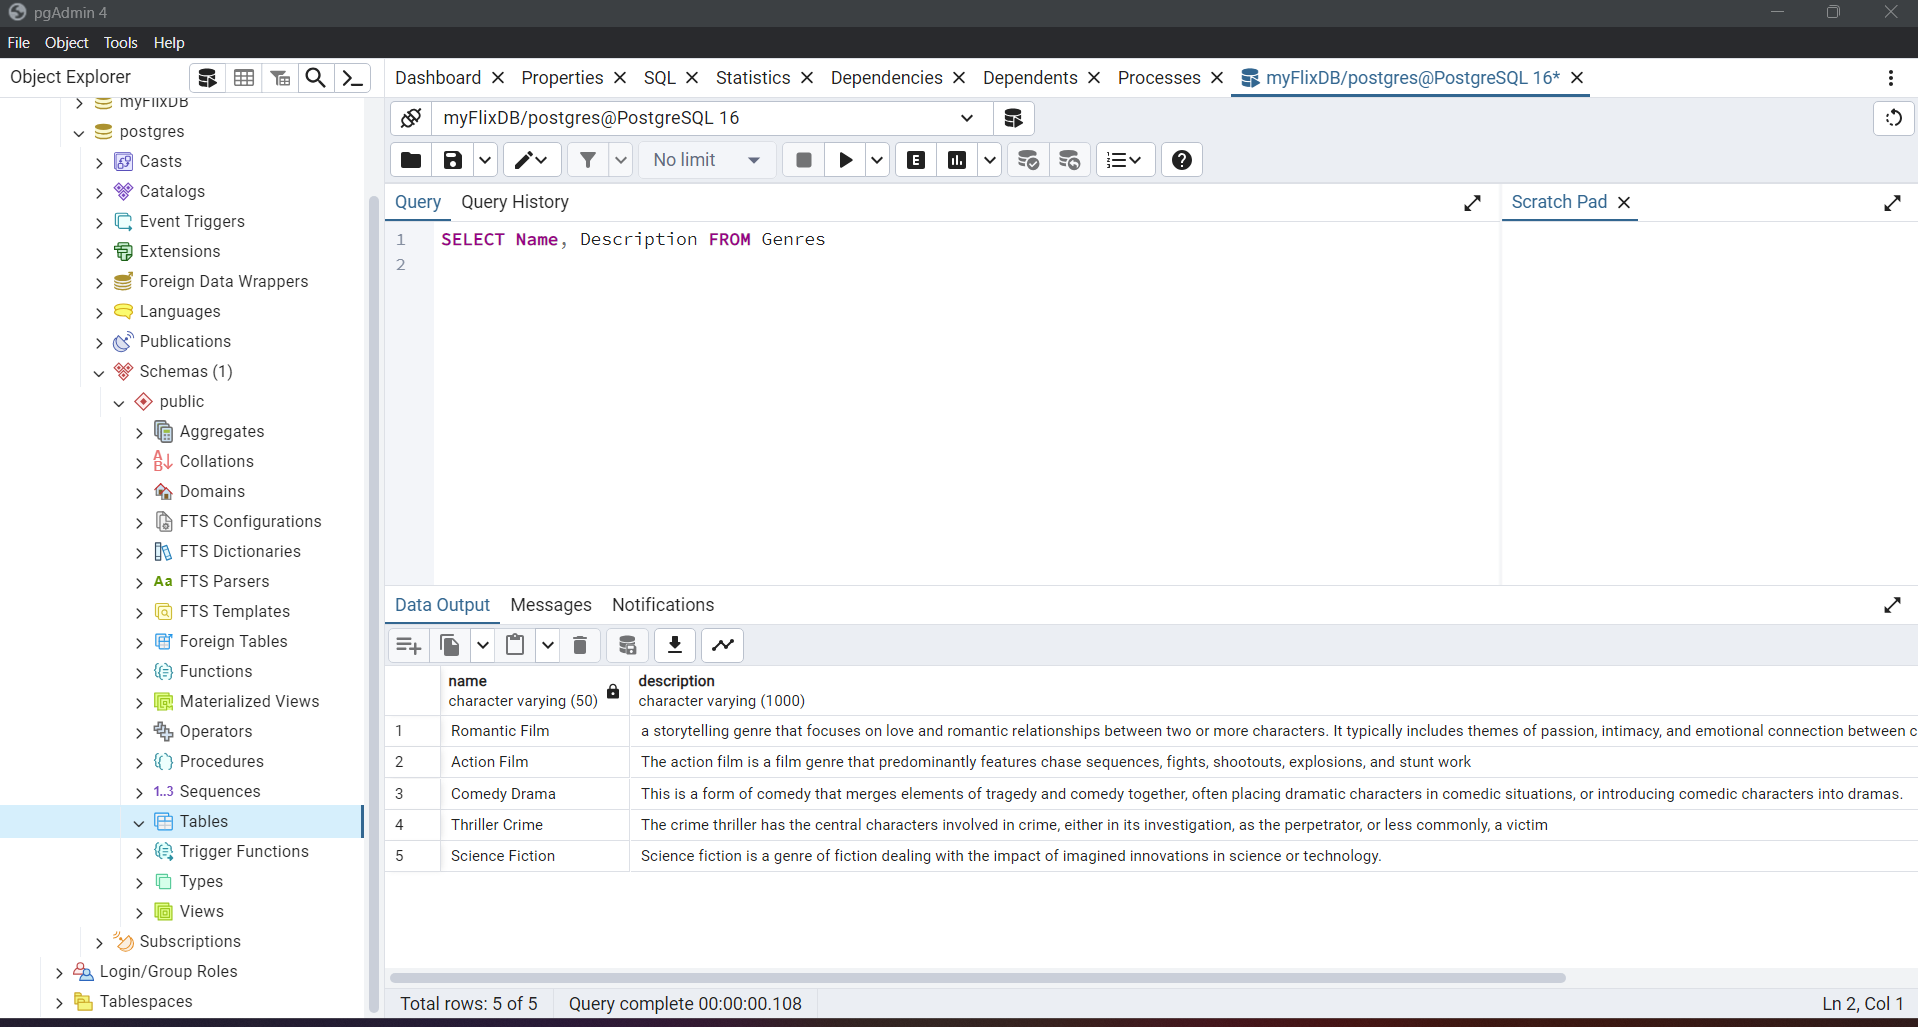 pgAdmin 4
File Object Tools Help
Object Explorer
Dashboard Properties SQL Statistics Dependencies Dependents Processes myFlixDB/postgres@PostgreSQL 16*
myFlixDB
postgres
Casts
Catalogs
Event Triggers
Extensions
Foreign Data Wrappers
Languages
Publications
Schemas (1)
public
Aggregates
Collations
Domains
FTS Configurations
FTS Dictionaries
Aa FTS Parsers
FTS Templates
Foreign Tables
Functions
Materialized Views
Operators
Procedures
1..3 Sequences
Tables
Trigger Functions
Types
Views
Subscriptions
Login/Group Roles
Tablespaces
myFlixDB/postgres@PostgreSQL 16
No limit
E
Query Query History
Scratch Pad
1 SELECT Name, Description FROM Genres
2
Data Output Messages Notifications
name description
character varying (50) character varying (1000)
1 Romantic Film a storytelling genre that focuses on love and romantic relationships between two or more characters. It typically includes themes of passion, intimacy, and emotional connection between c
2 Action Film The action film is a film genre that predominantly features chase sequences, fights, shootouts, explosions, and stunt work
3 Comedy Drama This is a form of comedy that merges elements of tragedy and comedy together, often placing dramatic characters in comedic situations, or introducing comedic characters into dramas.
4 Thriller Crime The crime thriller has the central characters involved in crime, either in its investigation, as the perpetrator, or less commonly, a victim
5 Science Fiction Science fiction is a genre of fiction dealing with the impact of imagined innovations in science or technology.
Total rows: 5 of 5 Query complete 00:00:00.108 Ln 2, Col 1